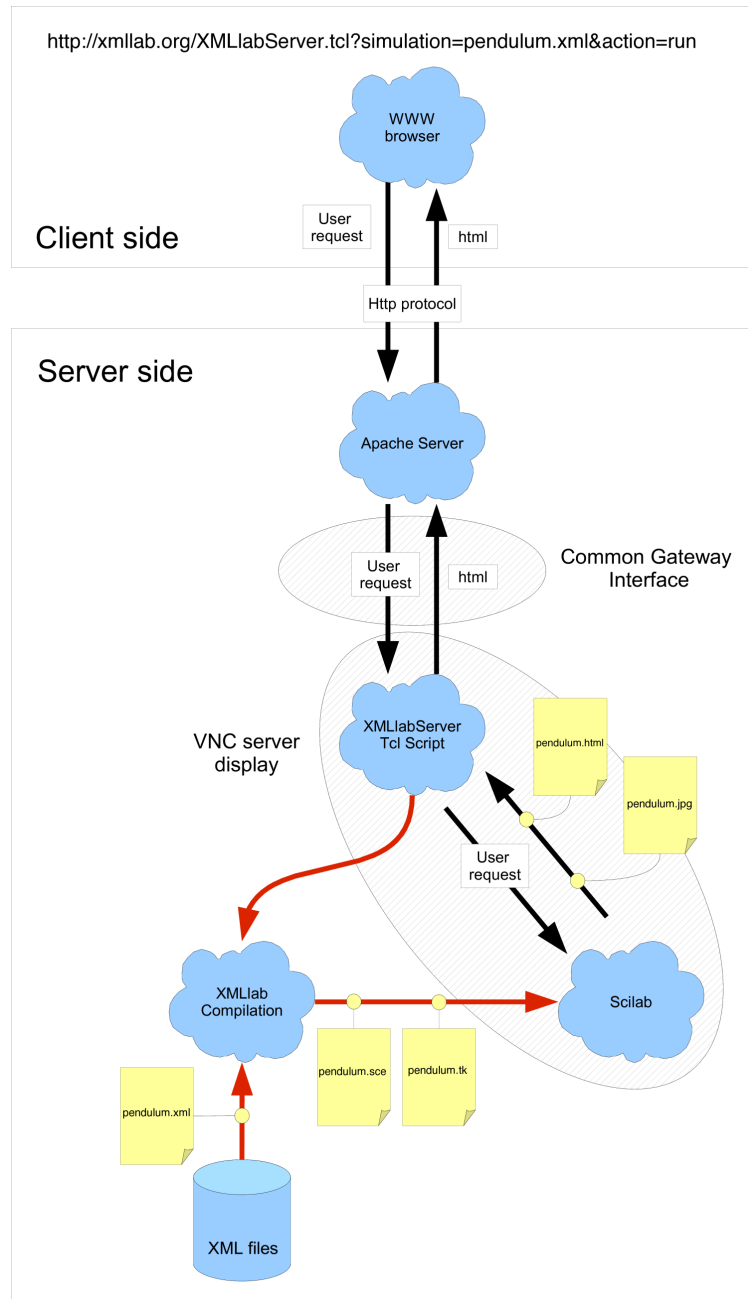 http://xmllab.org/XMLlabServer.tcl?simulation=pendulum.xml&action=run
WWW
browser
User
request
html
Client side
Http protocol
Server side
Apache Server
User
request
html
Common Gateway
Interface
XMLlabServer
Tcl Script
VNC server
display
pendulum.html
pendulum.jpg
User
request
XMLlab
Compilation
Scilab
pendulum.sce
pendulum.tk
pendulum.xml
XML files